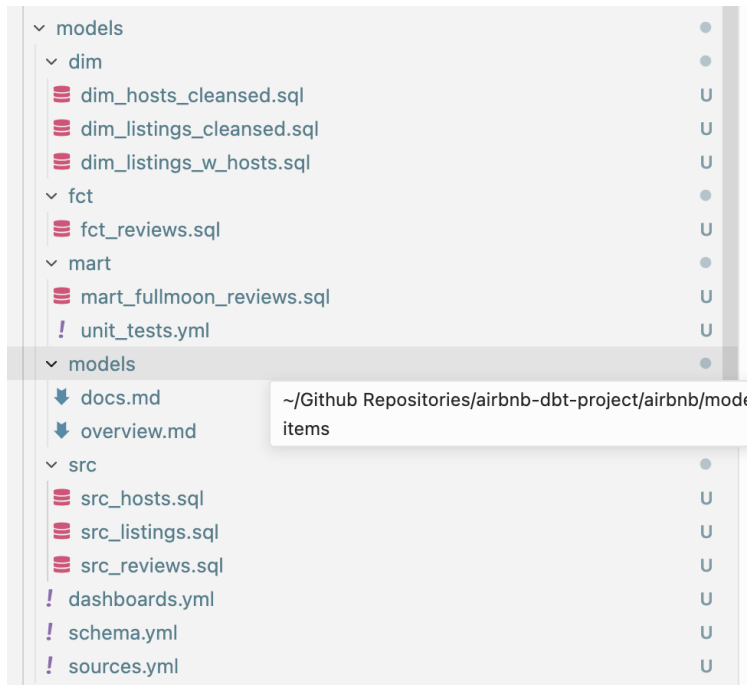 models
dim
dim_hosts_cleansed.sql U
dim_listings_cleansed.sql U
dim_listings_w_hosts.sql U
fct
fct_reviews.sql U
mart
mart_fullmoon_reviews.sql U
! unit_tests.yml U
models
docs.md
~/Github Repositories/airbnb-dbt-project/airbnb/mode
overview.md
items
src
src_hosts.sql U
src_listings.sql U
src_reviews.sql U
! dashboards.yml U
! schema.yml U
! sources.yml U